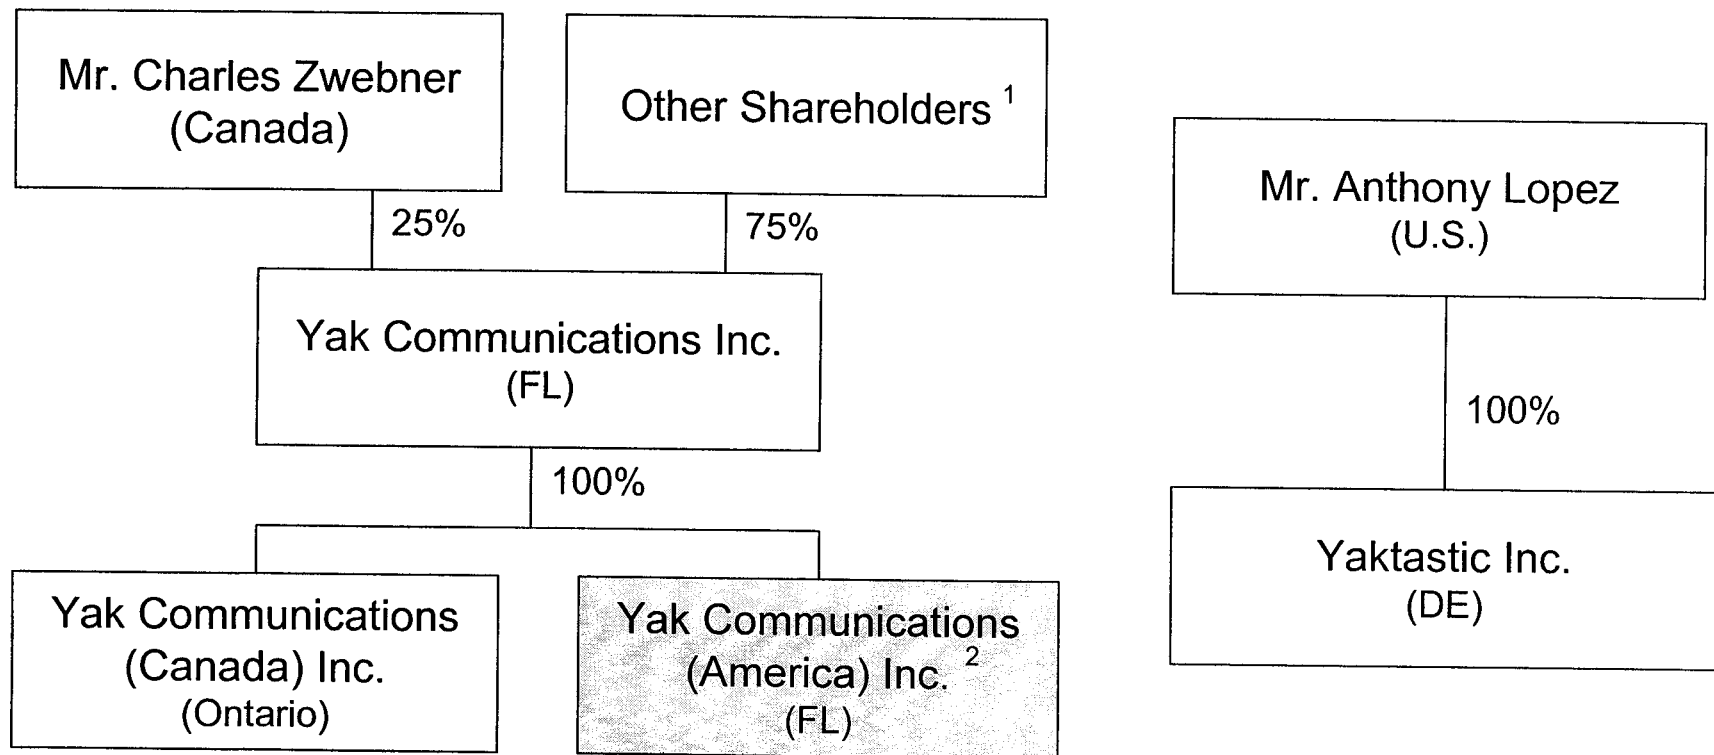 Mr. Charles Zwebner
(Canada)
Other Shareholders 1
Mr. Anthony Lopez
(U.S.)
25%
75%
Yak Communications Inc.
(FL)
100%
100%
Yak Communications
(Canada) Inc.
(Ontario)
Yak Communications
(America) Inc. 2
(FL)
Yaktastic Inc.
(DE)